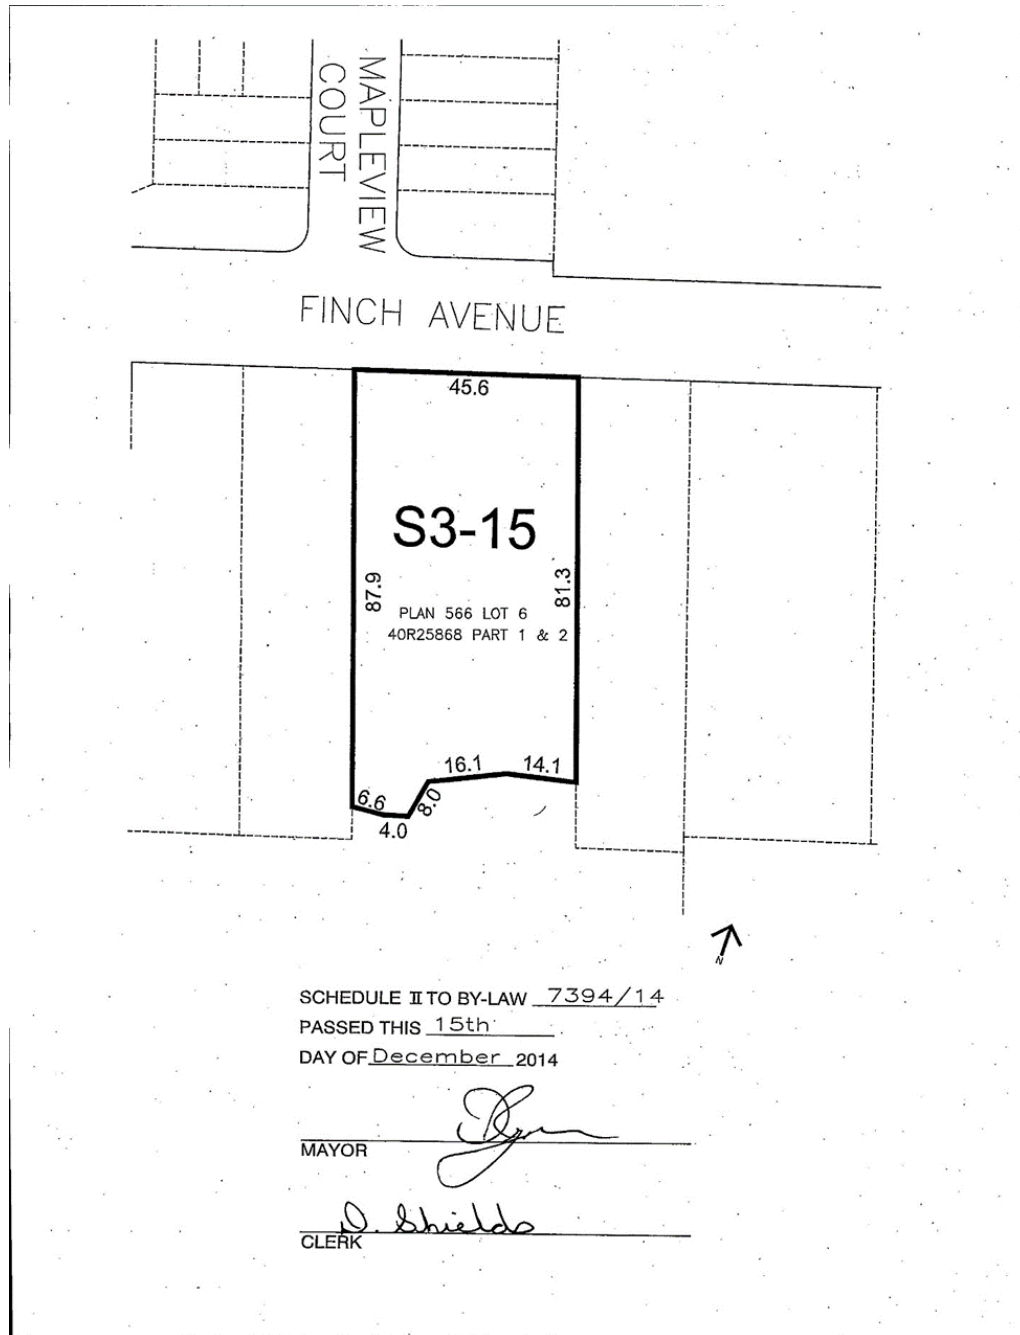 MAPLEVIEW
COURT
FINCH AVENUE
45.6
S3-15
87.9
81.3
PLAN 566 LOT 6
40R25868 PART 1 & 2
16.1
14.1
6.6
8.0
4.0
N
SCHEDULE II TO BY-LAW 7394/14
PASSED THIS 15th
DAY OF December 2014
MAYOR
D. Shields
CLERK